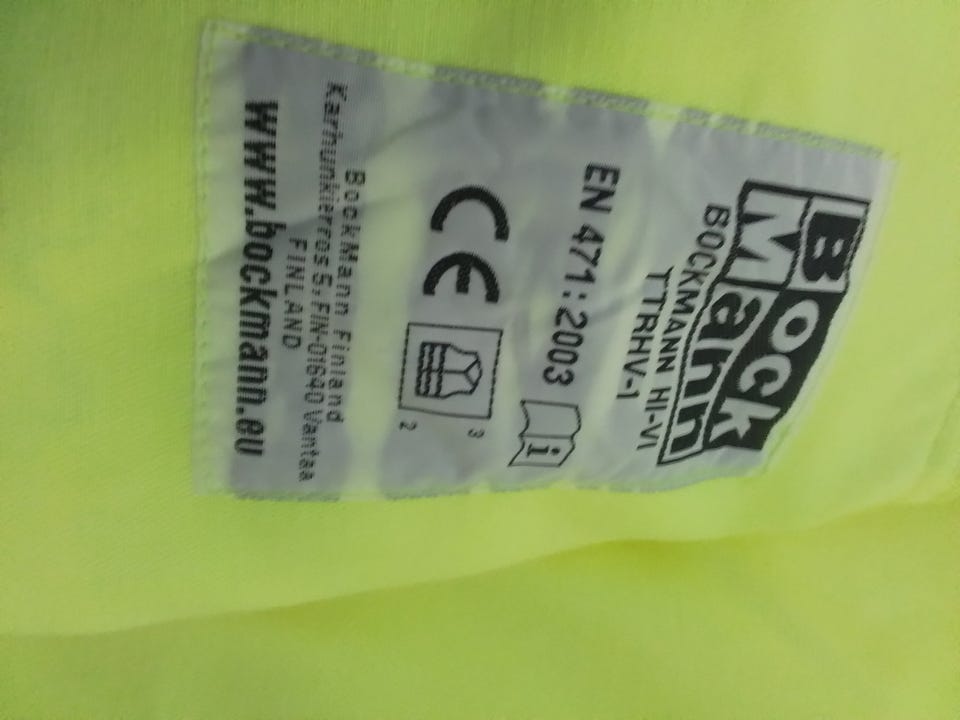 Bock
Mann
BOCKMANN HI-VI
TTRHV-1
EN 471:2003
i
CE
3
2
BookMann Finland
Karhunkierros 5, FIN-01640 Vantaa
FINLAND
www.bockmann.eu